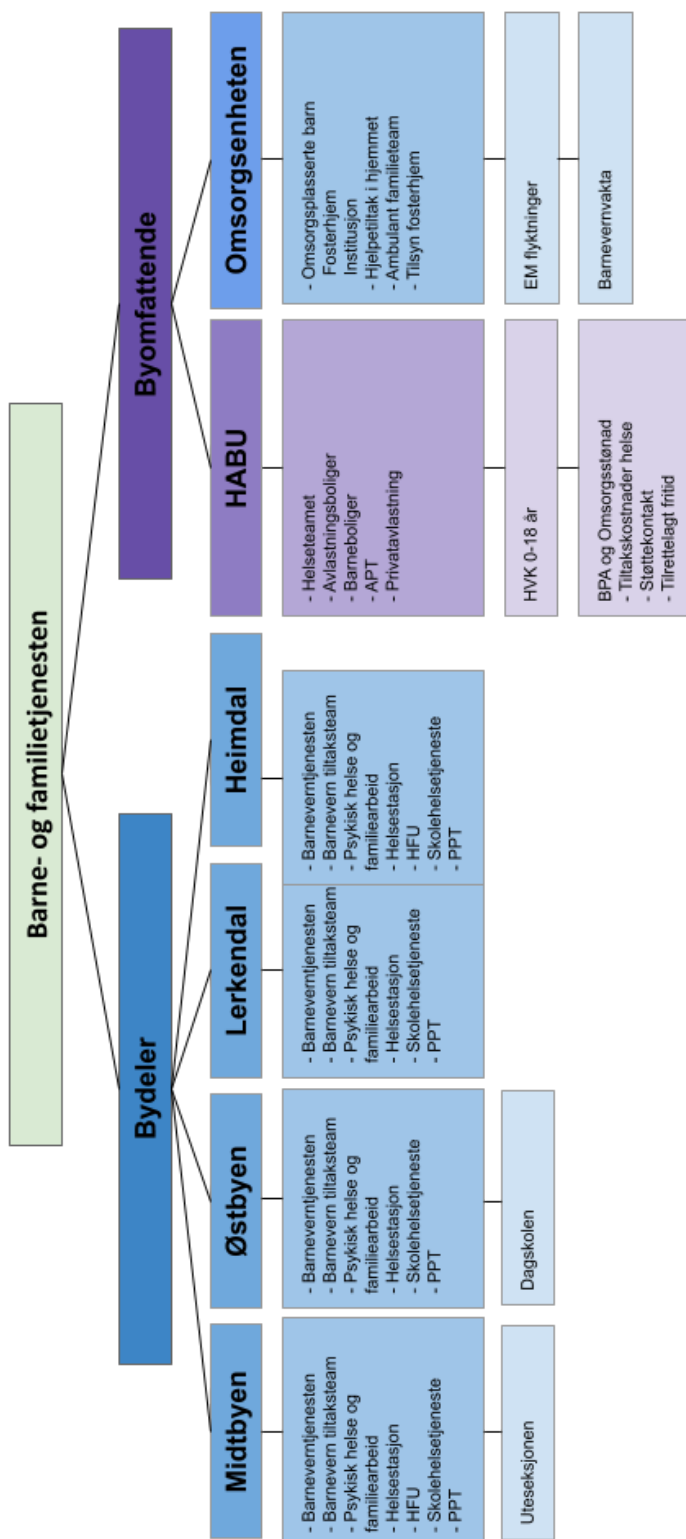 Barne- og familietjenesten
Bydeler
Byomfattende
Midtbyen
Østbyen
Lerkendal
Heimdal
HABU
Omsorgsenheten
- Barneverntjenesten
- Barnevern tiltaksteam
- Psykisk helse og
familiearbeid
- Helsestasjon
- HFU
- Skolehelsetjeneste
- PPT
- Barneverntjenesten
- Barnevern tiltaksteam
- Psykisk helse og
familiearbeid
- Helsestasjon
- Skolehelsetjeneste
- PPT
- Barneverntjenesten
- Barnevern tiltaksteam
- Psykisk helse og
familiearbeid
- Helsestasjon
- Skolehelsetjeneste
- PPT
- Barneverntjenesten
- Barnevern tiltaksteam
- Psykisk helse og
familiearbeid
- Helsestasjon
- HFU
- Skolehelsetjeneste
- PPT
- Helseteamet
- Avlastningsboliger
- Barneboliger
- APT
- Privatavlastning
- Omsorgsplasserte barn
Fosterhjem
Institusjon
- Hjelpetiltak i hjemmet
- Ambulant familieteam
- Tilsyn fosterhjem
Uteseksjonen
Dagskolen
HVK 0-18 år
EM flyktninger
BPA og Omsorgsstønad
- Tiltakskostnader helse
- Støttekontakt
- Tilrettelagt fritid
Barnevernvakta